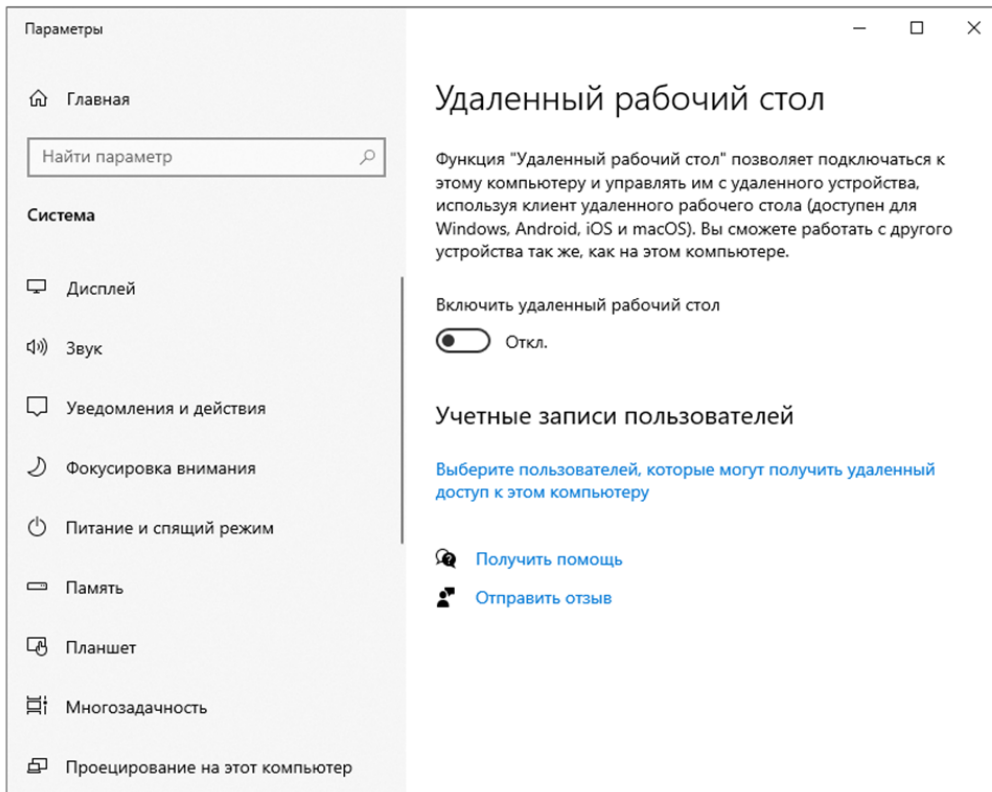 Параметры
Главная
Найти параметр
Система
Дисплей
Звук
Уведомления и действия
Фокусировка внимания
Питание и спящий режим
Память
Планшет
Многозадачность
Проецирование на этот компьютер
Удаленный рабочий стол
Функция "Удаленный рабочий стол" позволяет подключаться к
этому компьютеру и управлять им с удаленного устройства,
используя клиент удаленного рабочего стола (доступен для
Windows, Android, iOS и macOS). Вы сможете работать с другого
устройства так же, как на этом компьютере.
Включить удаленный рабочий стол
Откл.
Учетные записи пользователей
Выберите пользователей, которые могут получить удаленный
доступ к этом компьютеру
Получить помощь
Отправить отзыв